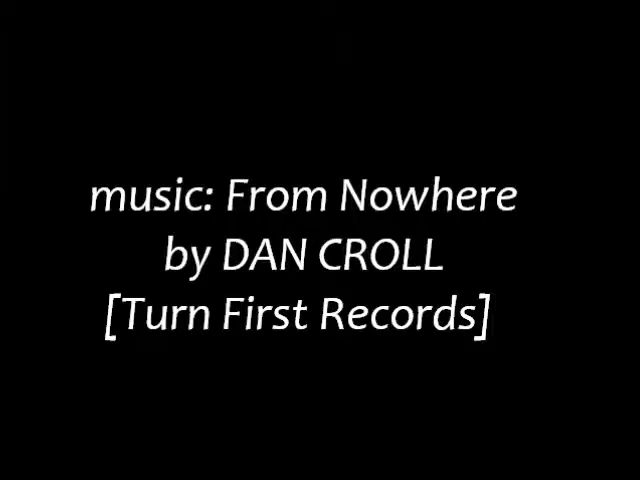 music: From Nowhere
by DAN CROLL
[Turn First Records]